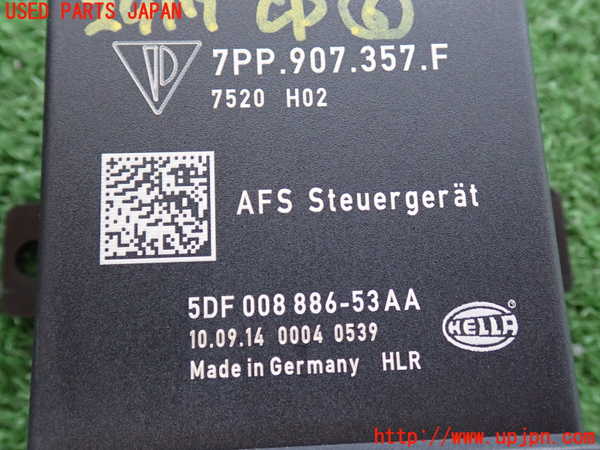 USED PARTS JAPAN
7PP.907.357.F
7520 H02
AFS Steuergerät
5DF 008 886-53AA
10.09.14 0004 0539
Made in Germany HLR
HELLA
http://www.upjpn.com/